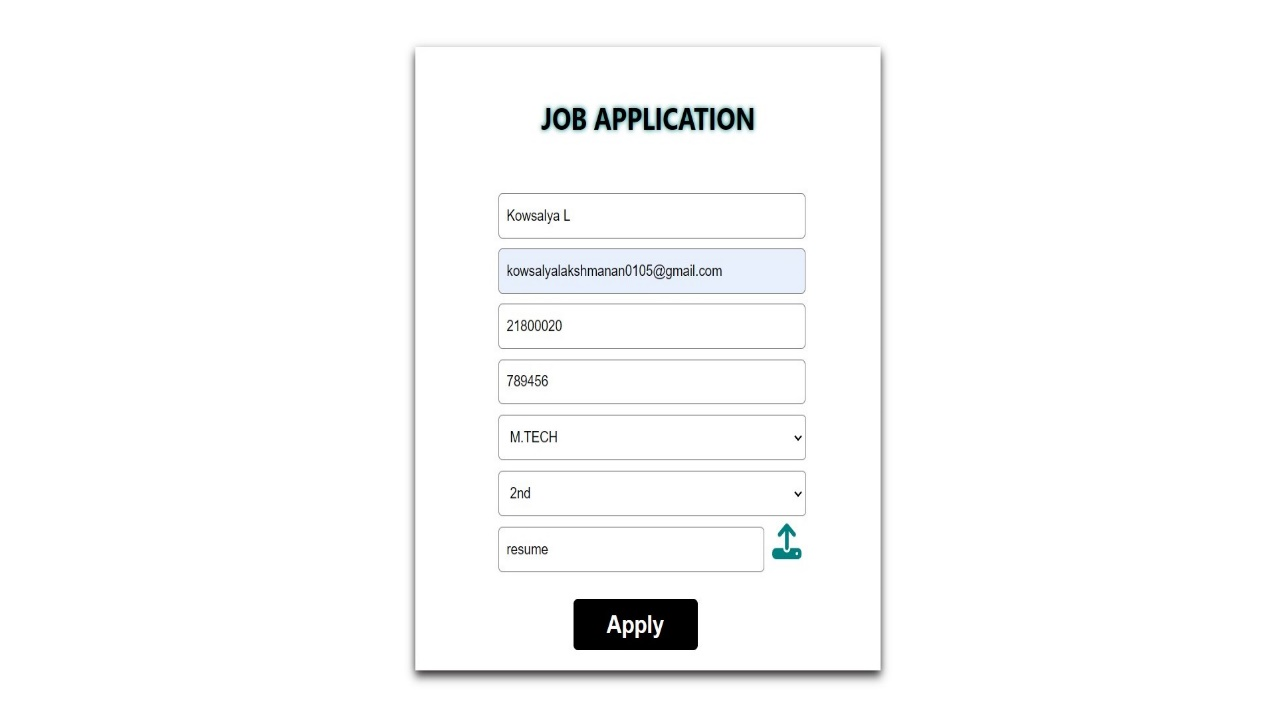 JOB APPLICATION
Kowsalya L
kowsalyalakshmanan0105@gmail.com
21800020
789456
M.TECH
2nd
resume
Apply